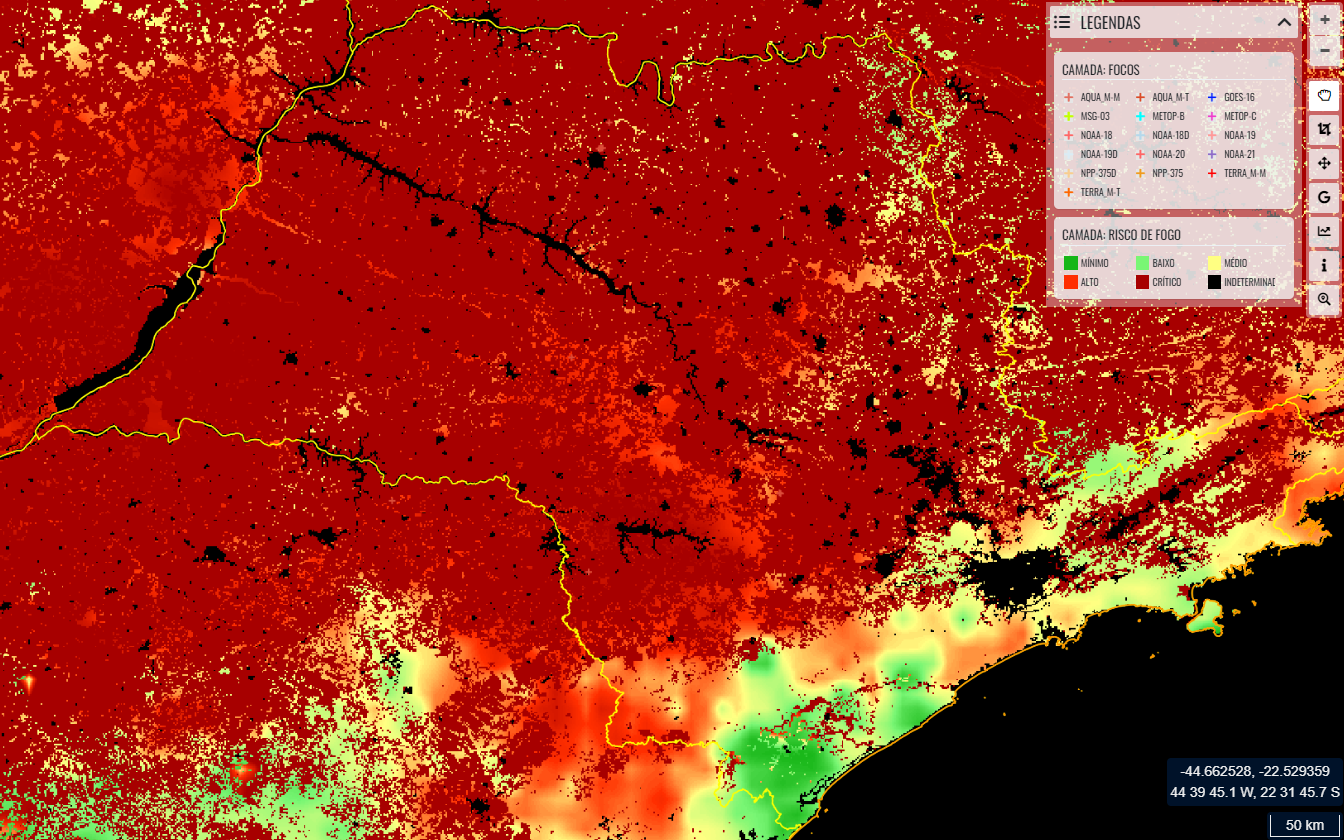 LEGENDAS
CAMADA: FOCOS
AQUA_M-M AQUA_M-T GOES-16
MSG-03 METOP-B METOP-C
NOAA-18 NOAA-18D NOAA-19
NOAA-19D NOAA-20 NOAA-21
NPP-375D NPP-375 TERRA_M-M
TERRA_M-T
CAMADA: RISCO DE FOGO
MÍNIMO BAIXO MÉDIO
ALTO CRÍTICO INDETERMINAD
-44.662528, -22.529359
44 39 45.1 W, 22 31 45.7 S
50 km